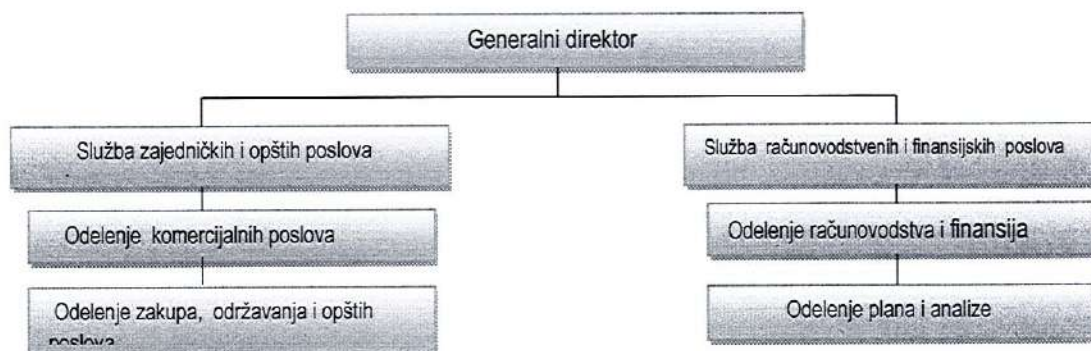 Generalni direktor
Služba zajedničkih i opštih poslova
Služba računovodstvenih i finansijskih poslova
Odelenje komercijalnih poslova
Odelenje računovodstva i finansija
Odelenje zakupa, održavanja i opštih
poslova
Odelenje plana i analize